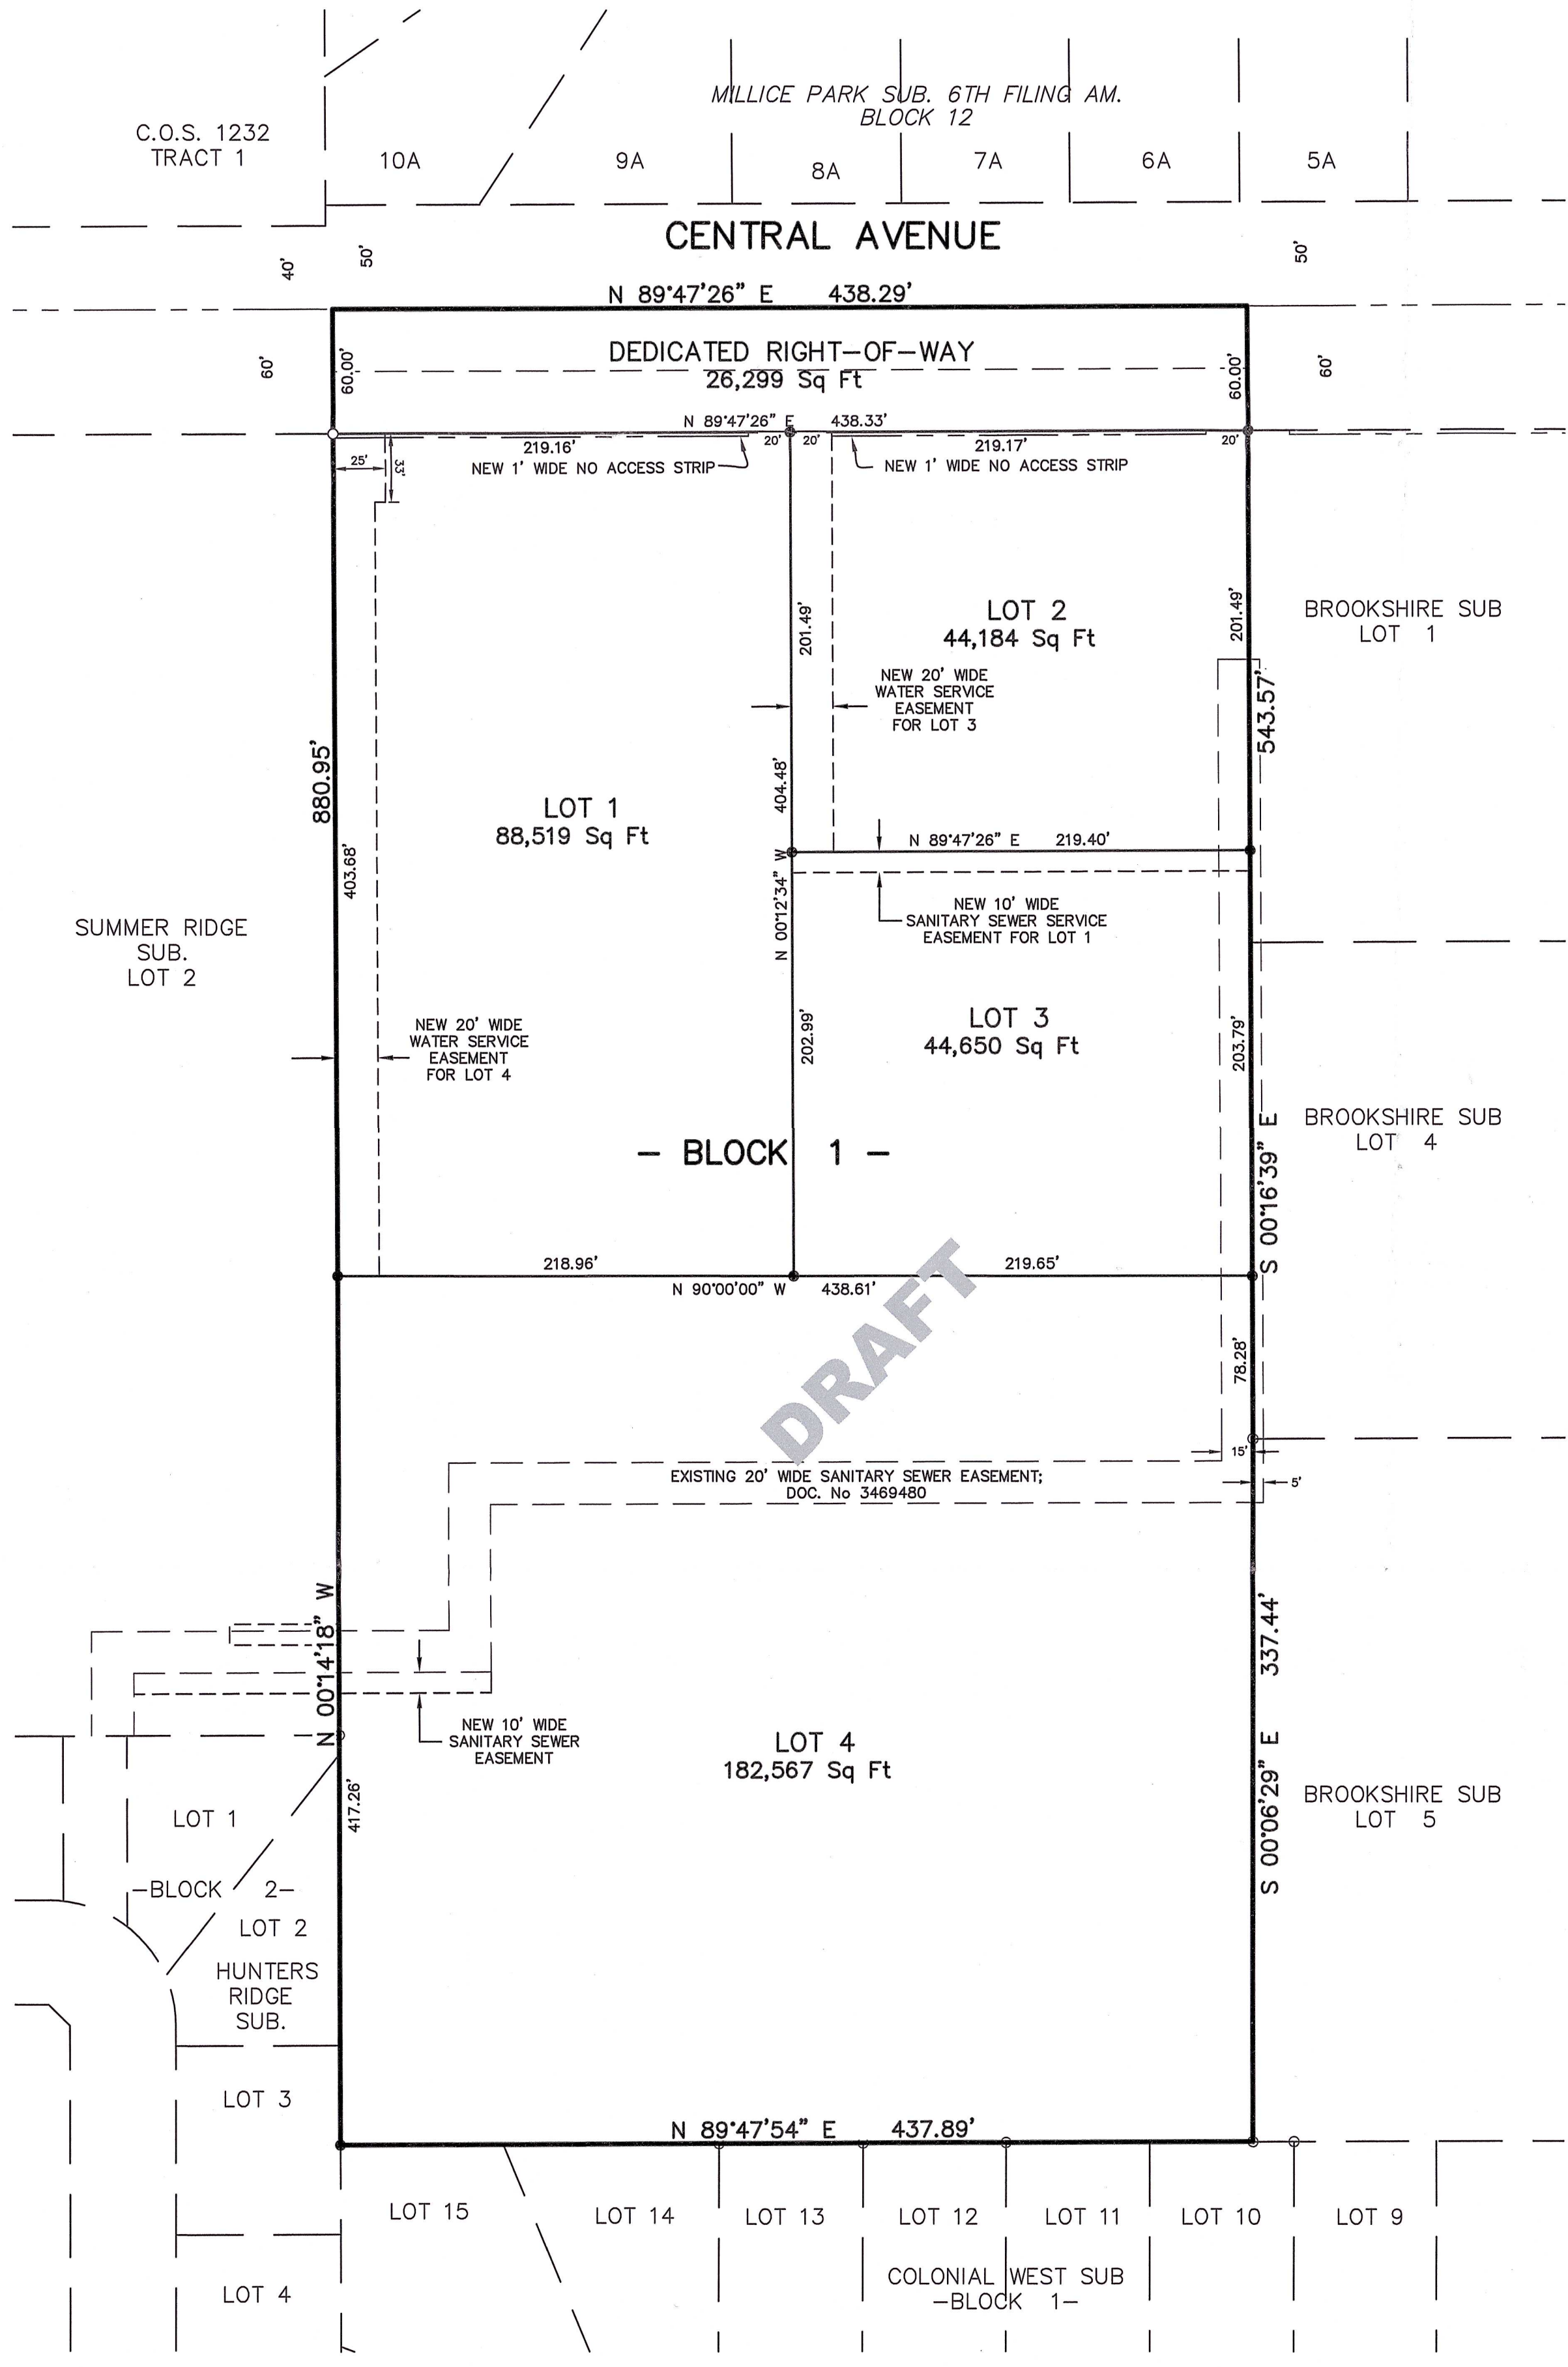 MILLICE PARK SUB. 6TH FILING AM.
BLOCK 12
C.O.S. 1232
TRACT 1
10A
9A
8A
7A
6A
5A
CENTRAL AVENUE
40'
50'
50'
N 89°47'26" E 438.29'
DEDICATED RIGHT-OF-WAY
26,299 Sq Ft
60'
60.00'
60.00'
60'
N 89°47'26" E 438.33'
219.16'
20'
20'
219.17'
20'
25'
33'
NEW 1' WIDE NO ACCESS STRIP
NEW 1' WIDE NO ACCESS STRIP
LOT 2
44,184 Sq Ft
201.49'
201.49'
BROOKSHIRE SUB
LOT 1
NEW 20' WIDE
WATER SERVICE
EASEMENT
FOR LOT 3
543.57'
880.95'
404.48'
LOT 1
88,519 Sq Ft
N 89°47'26" E 219.40'
403.68'
N 00°12'34" W
NEW 10' WIDE
SANITARY SEWER SERVICE
EASEMENT FOR LOT 1
SUMMER RIDGE
SUB.
LOT 2
LOT 3
44,650 Sq Ft
202.99'
203.79'
NEW 20' WIDE
WATER SERVICE
EASEMENT
FOR LOT 4
BROOKSHIRE SUB
LOT 4
- BLOCK 1 -
S 00°16'39" E
218.96'
219.65'
N 90°00'00" W 438.61'
DRAFT
78.28'
15'
5'
EXISTING 20' WIDE SANITARY SEWER EASEMENT;
DOC. No 3469480
N 00°14'18" W
337.44'
NEW 10' WIDE
SANITARY SEWER
EASEMENT
LOT 4
182,567 Sq Ft
417.26'
S 00°06'29" E
BROOKSHIRE SUB
LOT 5
LOT 1
-BLOCK 2-
LOT 2
HUNTERS
RIDGE
SUB.
LOT 3
N 89°47'54" E 437.89'
LOT 15
LOT 14
LOT 13
LOT 12
LOT 11
LOT 10
LOT 9
COLONIAL WEST SUB
-BLOCK 1-
LOT 4